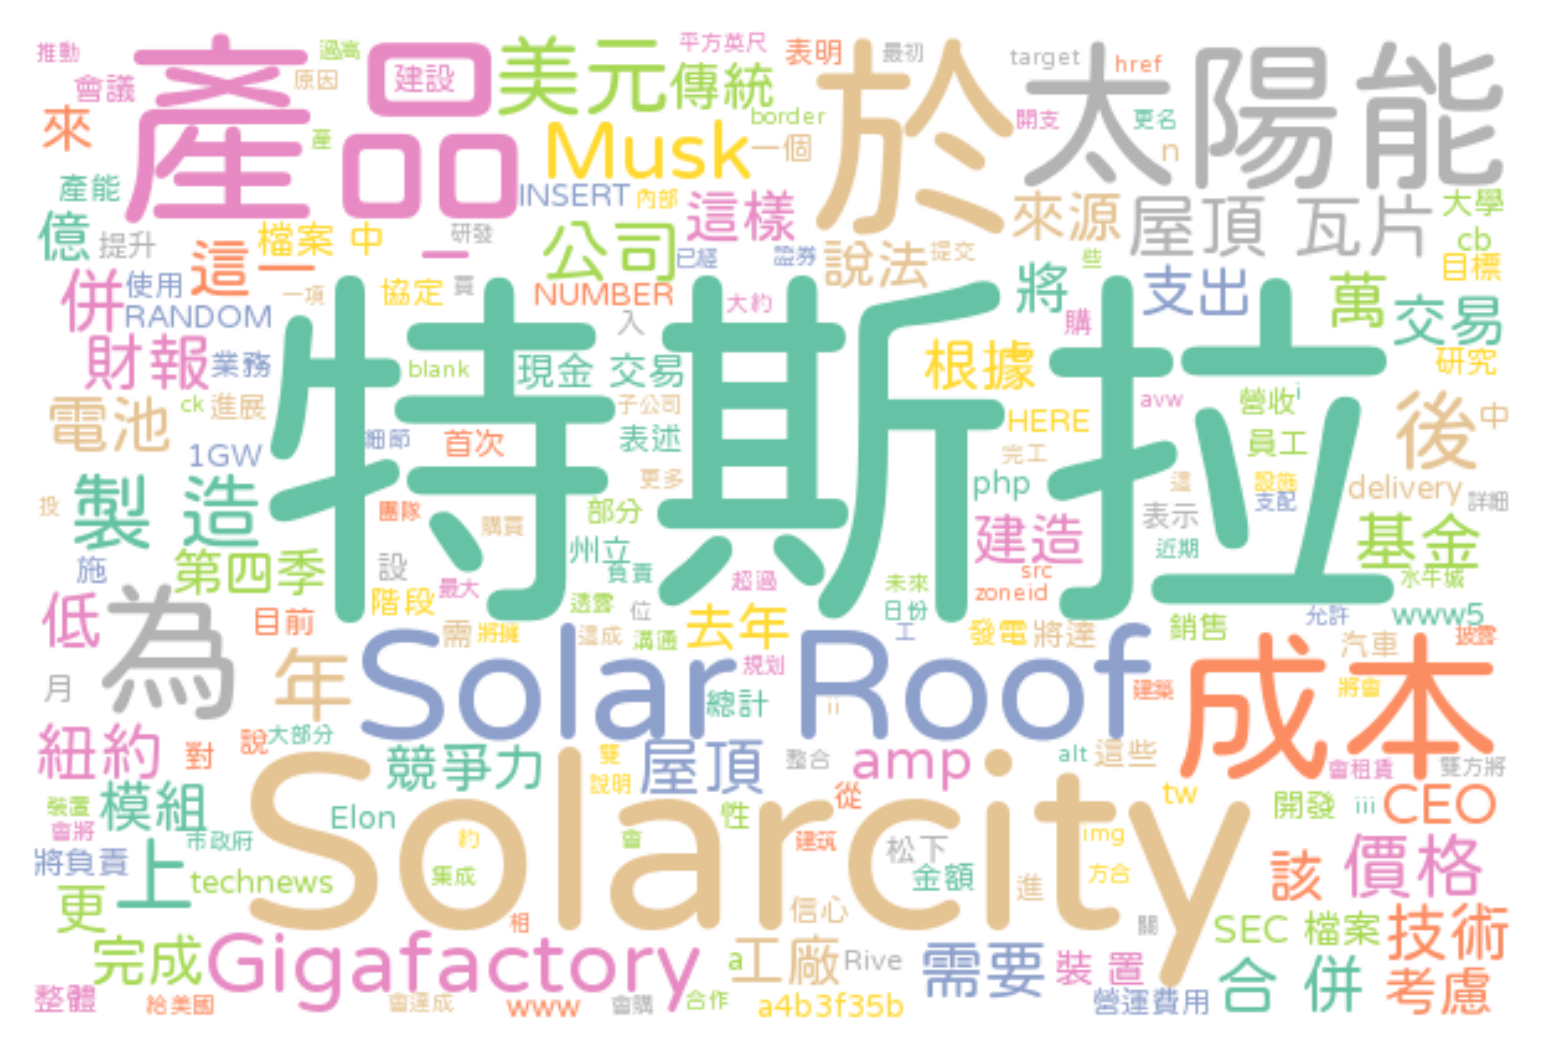 推動
過高
平方英尺
表明
最初
target
href
會議
原因
產品
建設
美元
傳統
於
太陽能
來
border
開支
更名
產
Musk
一個
n
產能
INSERT
內部
這樣
來源
屋頂 瓦片
大學
億
提升
檔案 中
一
研發
公司
已經
證券
說法
提交
些
cb
目標
這一
併
使用
一項
協定
買
NUMBER
大約
將
支出
萬
交易
RANDOM
入
購
財報
業務
特斯拉
blank
現金 交易
根據
研究
電池
ck
進展
子公司
avw
營收
i
後
中
HERE
1GW
細節
首次
表述
員工
完工
更多
php
這
設施
支配
delivery
詳細
投
製 造
團隊
購買
部分
建造
表示
近期
基金
施
第四季
設
州立
負責
超過
未來
src
zoneid
水牛城
低
為
階段
最大
透露
位
去年
日份
允許
www5
目前
需
將擁
達成
溝通
工
發電
將達
銷售
汽車
披露
月
年
Solar Roof
規劃
總計
ii
建築
成本
將會
紐約
對
說
大部分
競爭力
雙
說明
屋頂
整合
amp
alt
這些
會租賃
雙方將
裝置
會將
模組
Solarcity
Elon
約
會
性
從
建筑
tw
img
開發
iii
CEO
將負責
市政府
上
technews
集成
松下
金額
進
方合
該
價格
更
相
信心
關
SEC 檔案
技術
完成
Gigafactory
a
工廠
Rive
需要
裝 置
合 併
考慮
整體
給美國
會達成
www
會購
合作
a4b3f35b
營運費用